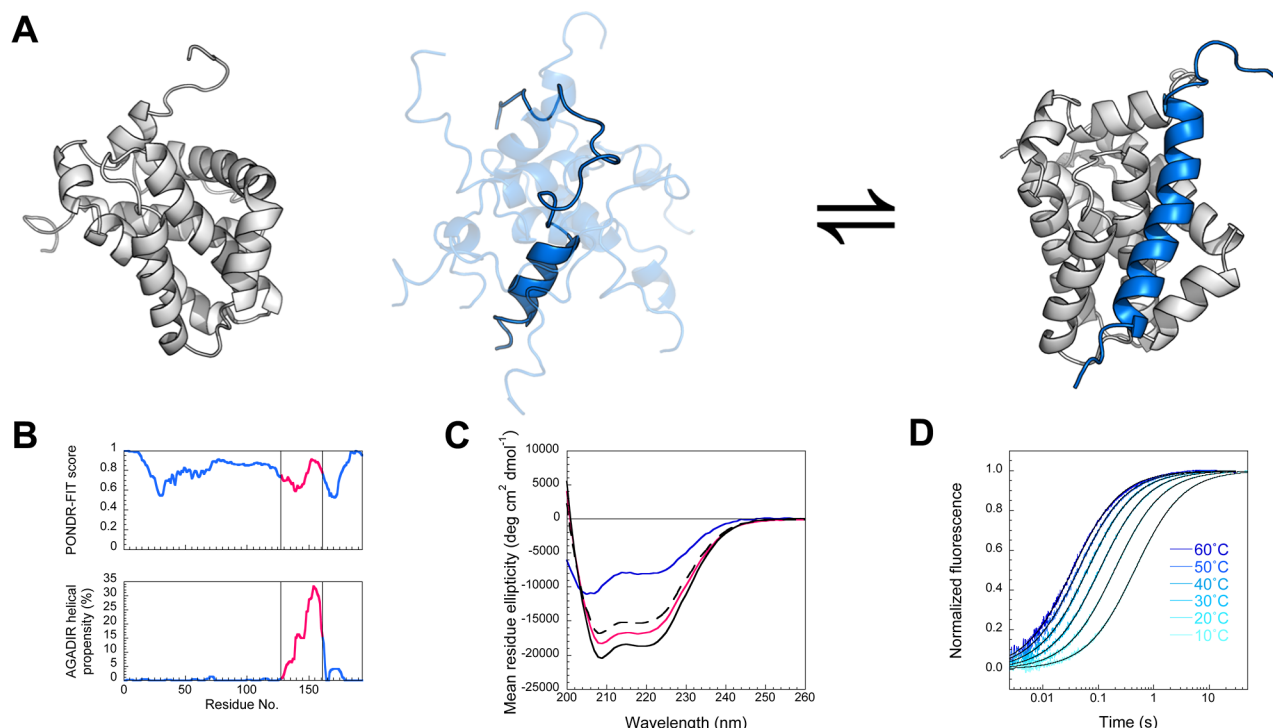 A
B
PONDR-FIT score
1
0.8
0.6
0.4
0.2
0
AGADIR helical
propensity (%)
35
30
25
20
15
10
5
0
0
50
100
150
Residue No.
C
Mean residue ellipticity (deg cm2 dmol-1)
10000
5000
0
-5000
-10000
-15000
-20000
-25000
200
210
220
230
240
250
260
Wavelength (nm)
D
Normalized fluorescence
1.0
0.8
0.6
0.4
0.2
0.0
60˚C
50˚C
40˚C
30˚C
20˚C
10˚C
0.01
0.1
1
10
Time (s)